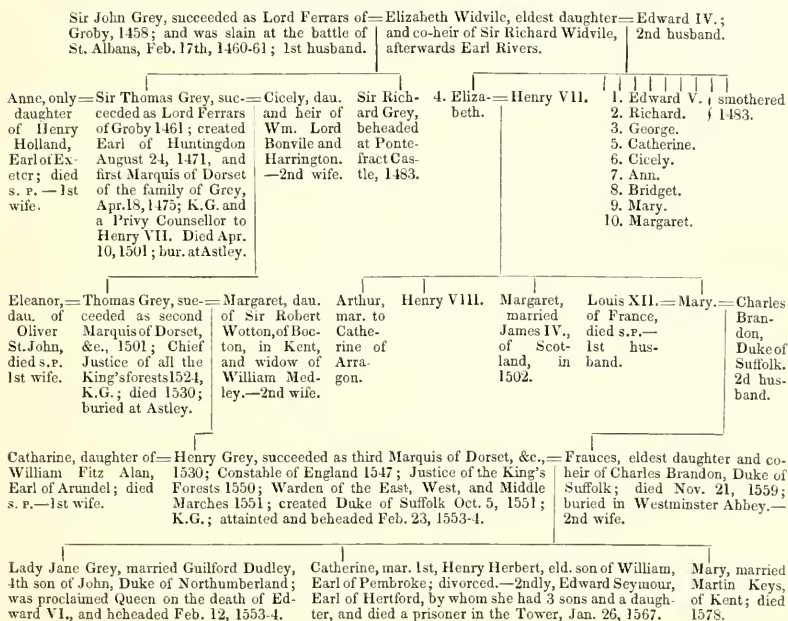 Sir John Grey, succeeded as Lord Ferrars of
Groby, 1458; and was slain at the battle of
St. Albans, Feb. 17th, 1460-61; 1st husband.
= Elizabeth Widvile, eldest daughter
and co-heir of Sir Richard Widvile,
afterwards Earl Rivers.
= Edward IV.;
2nd husband.
Anne, only
daughter
of Henry
Holland,
Earl of Ex-
eter; died
s. p. — 1st
wife.
= Sir Thomas Grey, suc-
ceeded as Lord Ferrars
of Groby 1461; created
Earl of Huntingdon
August 24, 1471, and
first Marquis of Dorset
of the family of Grey,
Apr. 18, 1475; K.G. and
a Privy Counsellor to
Henry VII. Died Apr.
10, 1501; bur. at Astley.
= Cicely, dau.
and heir of
Wm. Lord
Bonvile and
Harrington.
—2nd wife.
Sir Rich-
ard Grey,
beheaded
at Ponte-
fract Cas-
tle, 1483.
4. Eliza-
beth.
= Henry VII.
1. Edward V. } smothered
2. Richard. } 1483.
3. George.
5. Catherine.
6. Cicely.
7. Ann.
8. Bridget.
9. Mary.
10. Margaret.
Eleanor,
dau. of
Oliver
St. John,
died s. p.
1st wife.
= Thomas Grey, suc-
ceeded as second
Marquis of Dorset,
&c., 1501; Chief
Justice of all the
King's forests 1524,
K.G.; died 1530;
buried at Astley.
= Margaret, dau.
of Sir Robert
Wotton, of Boc-
ton, in Kent,
and widow of
William Med-
ley.—2nd wife.
Arthur,
mar. to
Cathe-
rine of
Arra-
gon.
Henry VIII.
Margaret,
married
James IV.,
of Scot-
land, in
1502.
Louis XII.
of France,
died s.p.—
1st hus-
band.
= Mary. =
Charles
Bran-
don,
Duke of
Suffolk.
2d hus-
band.
Catharine, daughter of
William Fitz Alan,
Earl of Arundel; died
s. p.—1st wife.
= Henry Grey, succeeded as third Marquis of Dorset, &c.,
1530; Constable of England 1547; Justice of the King's
Forests 1550; Warden of the East, West, and Middle
Marches 1551; created Duke of Suffolk Oct. 5, 1551;
K.G.; attainted and beheaded Feb. 23, 1553-4.
= Frances, eldest daughter and co-
heir of Charles Brandon, Duke of
Suffolk; died Nov. 21, 1559;
buried in Westminster Abbey.—
2nd wife.
Lady Jane Grey, married Guilford Dudley,
4th son of John, Duke of Northumberland;
was proclaimed Queen on the death of Ed-
ward VI., and beheaded Feb. 12, 1553-4.
Catherine, mar. 1st, Henry Herbert, eld. son of William,
Earl of Pembroke; divorced.—2ndly, Edward Seymour,
Earl of Hertford, by whom she had 3 sons and a daugh-
ter, and died a prisoner in the Tower, Jan. 26, 1567.
Mary, married
Martin Keys,
of Kent; died
1578.